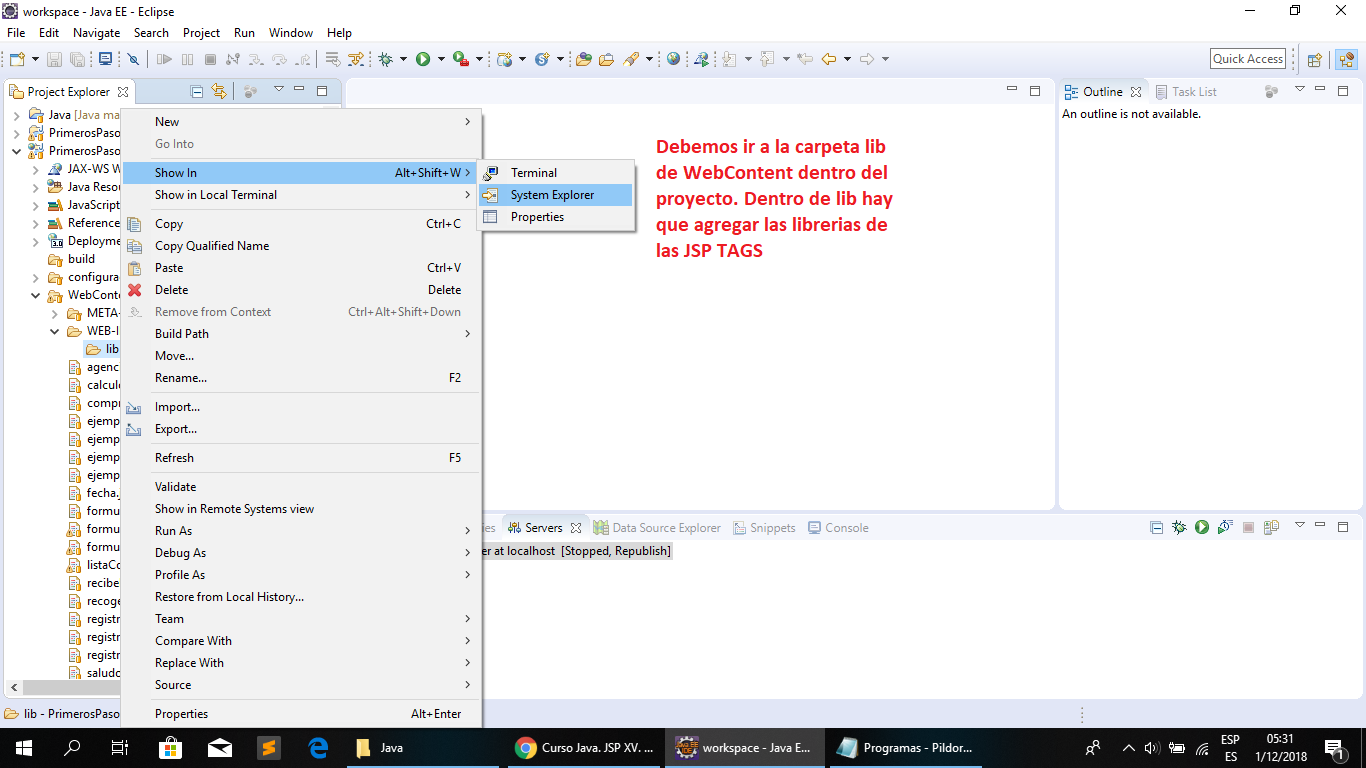 workspace - Java EE - Eclipse
File Edit Navigate Search Project Run Window Help
Quick Access
Project Explorer
Java [Java ma
PrimerosPaso
PrimerosPaso
JAX-WS W
Java Resou
JavaScript
Reference
Deployme
build
configura
WebConte
META-
WEB-I
lib
agenc
calcul
comp
ejemp
ejemp
ejemp
ejemp
fecha.
formu
formu
formu
listaCo
recibe
recoge
registr
registr
registr
saludo
New
Go Into
Show In Alt+Shift+W
Show in Local Terminal
Copy Ctrl+C
Copy Qualified Name
Paste Ctrl+V
Delete Delete
Remove from Context Ctrl+Alt+Shift+Down
Build Path
Move...
Rename... F2
Import...
Export...
Refresh F5
Validate
Show in Remote Systems view
Run As
Debug As
Profile As
Restore from Local History...
Team
Compare With
Replace With
Source
Properties Alt+Enter
Terminal
System Explorer
Properties
Debemos ir a la carpeta lib
de WebContent dentro del
proyecto. Dentro de lib hay
que agregar las librerias de
las JSP TAGS
Outline Task List
An outline is not available.
ies Servers Data Source Explorer Snippets Console
er at localhost [Stopped, Republish]
lib - PrimerosPaso
Java
Curso Java. JSP XV. ...
workspace - Java E...
Programas - Pildor...
ESP
ES
05:31
1/12/2018
1